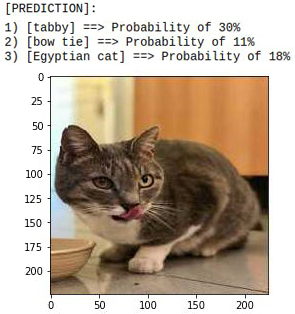 [PREDICTION]:
1) [tabby] ==> Probability of 30%
2) [bow tie] ==> Probability of 11%
3) [Egyptian cat] ==> Probability of 18%
0
25
50
75
100
125
150
175
200
0 50 100 150 200